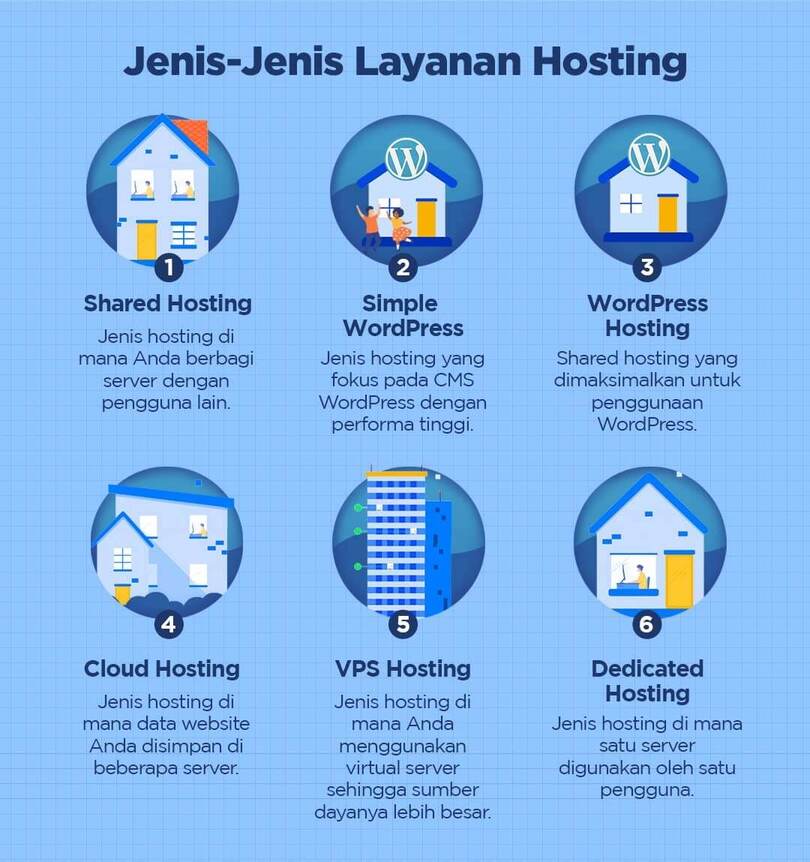 Jenis-Jenis Layanan Hosting
W
W
1
Shared Hosting
Jenis hosting di
mana Anda berbagi
server dengan
pengguna lain.
2
Simple
WordPress
Jenis hosting yang
fokus pada CMS
WordPress dengan
performa tinggi.
3
WordPress
Hosting
Shared hosting yang
dimaksimalkan untuk
penggunaan
WordPress.
4
Cloud Hosting
Jenis hosting di
mana data website
Anda disimpan di
beberapa server.
5
VPS Hosting
Jenis hosting di
mana Anda
menggunakan
virtual server
sehingga sumber
dayanya lebih besar.
6
Dedicated
Hosting
Jenis hosting di mana
satu server
digunakan oleh satu
pengguna.